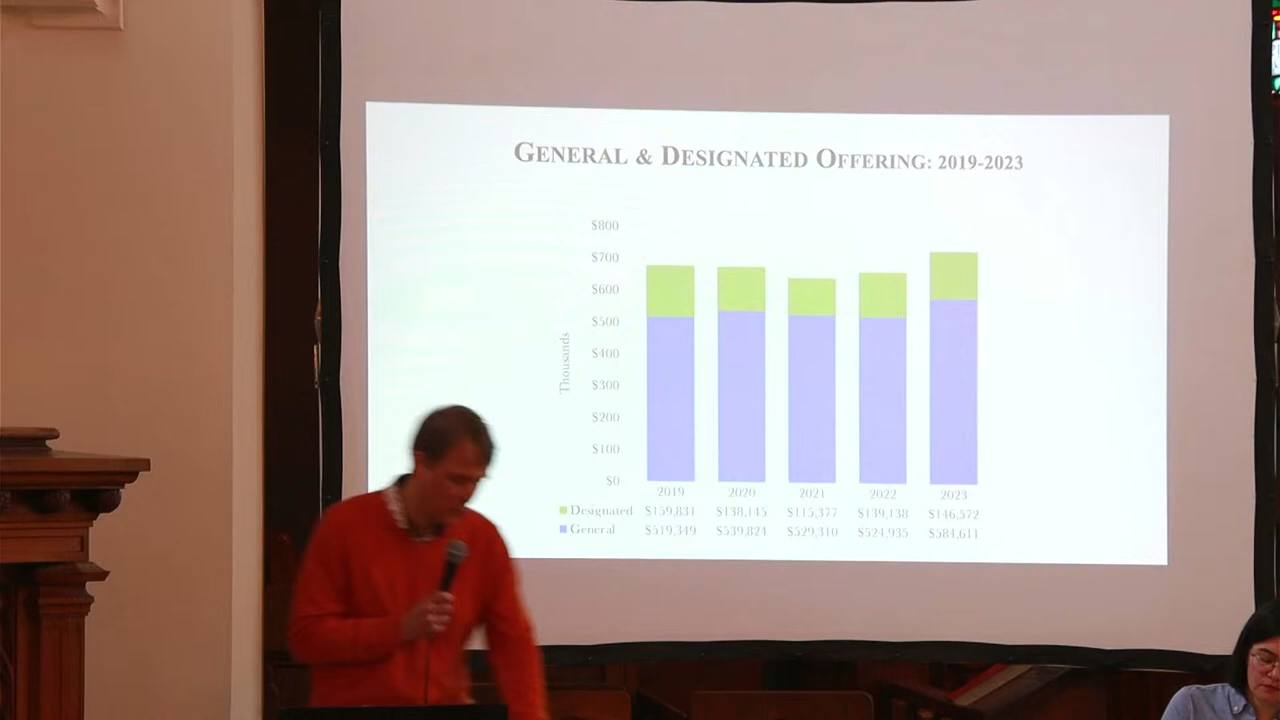 GENERAL & DESIGNATED OFFERING: 2019-2023
$800
$700
$600
$500
$400
$300
$200
$100
$0
Thousands
2019 2020 2021 2022 2023
Designated $159,831 $138,145 $115,377 $139,138 $146,572
General $519,349 $539,824 $529,310 $524,935 $584,611